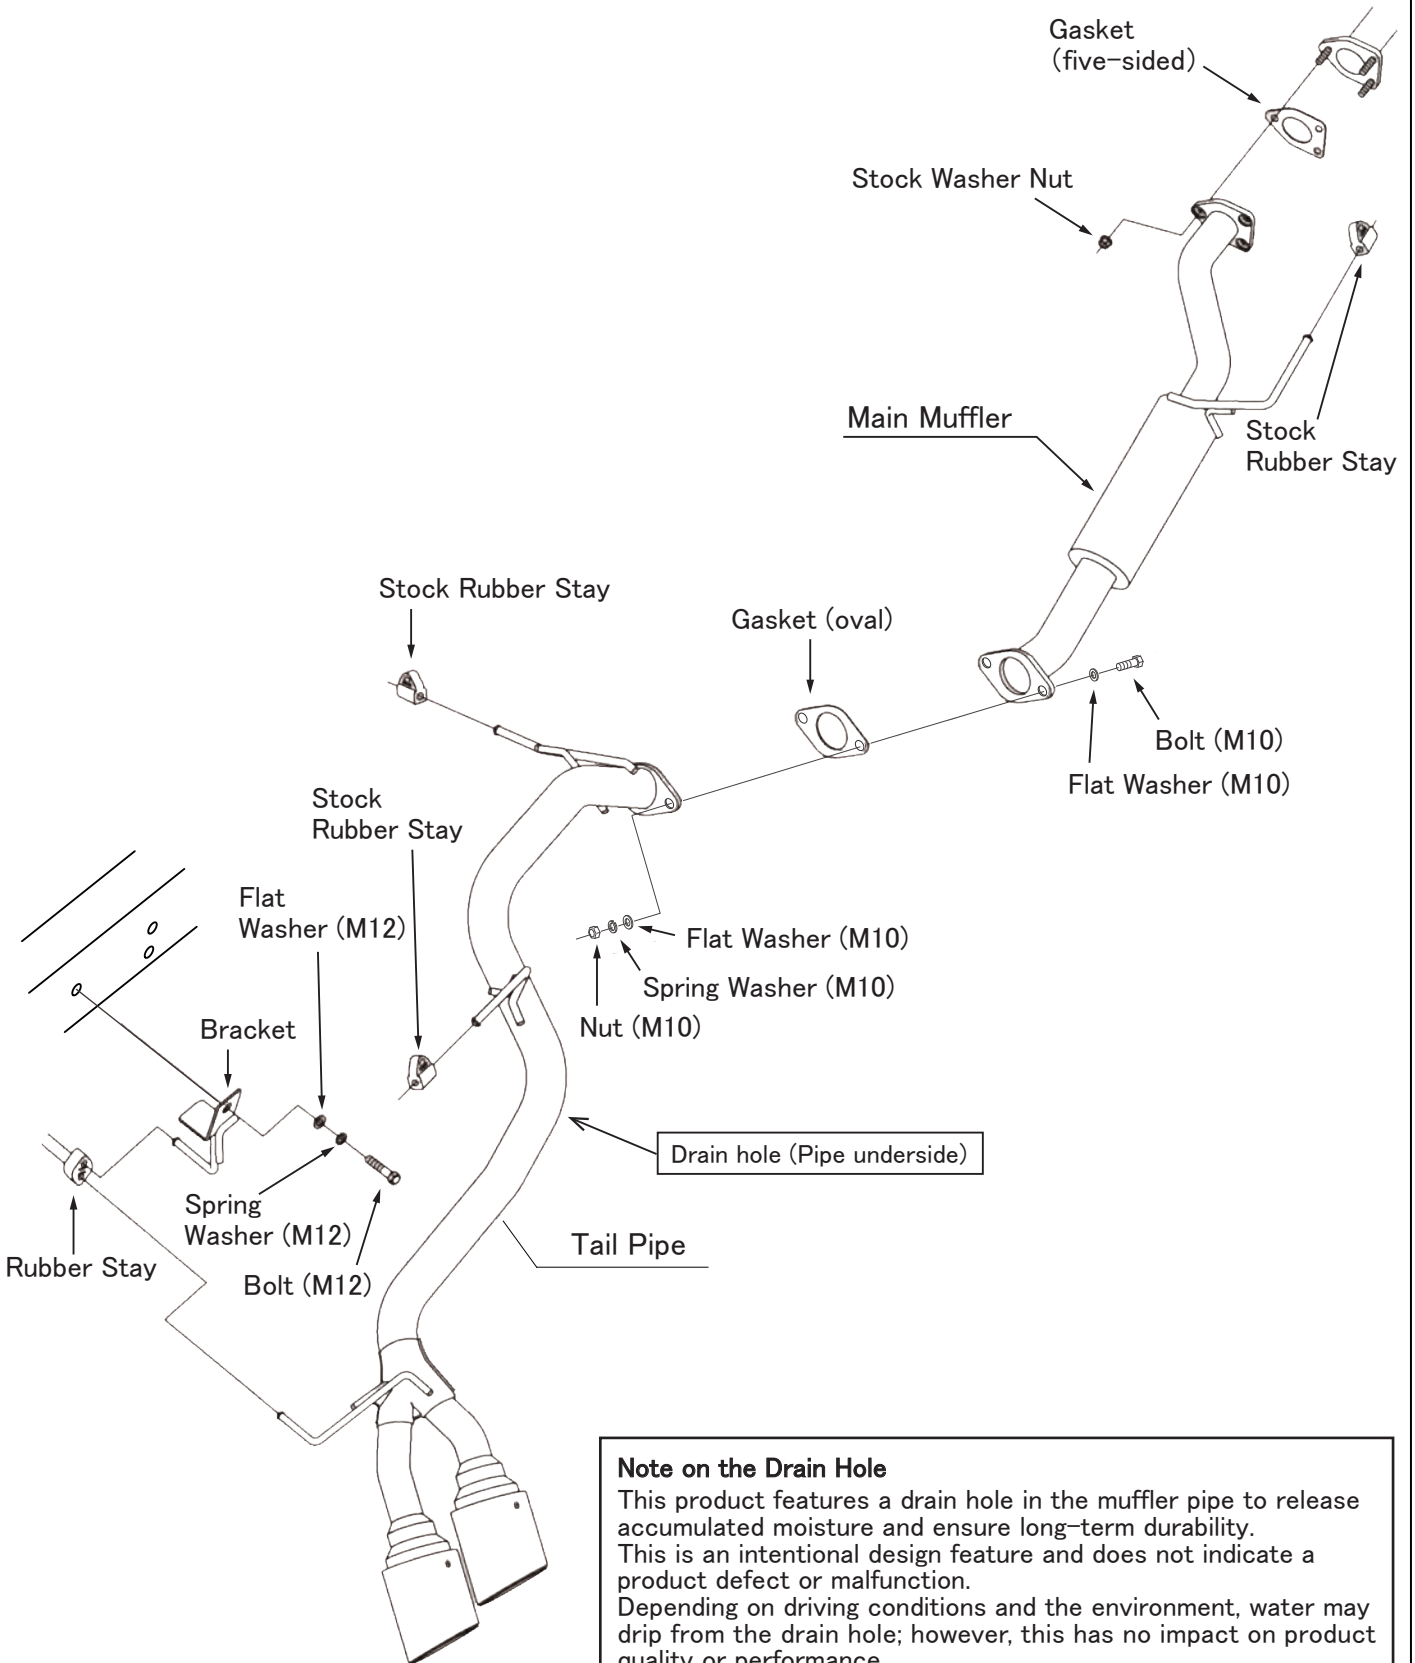 Gasket
(five-sided)
Stock Washer Nut
Main Muffler
Stock
Rubber Stay
Stock Rubber Stay
Gasket (oval)
Bolt (M10)
Flat Washer (M10)
Stock
Rubber Stay
Flat
Washer (M12)
Flat Washer (M10)
Spring Washer (M10)
Nut (M10)
Bracket
Drain hole (Pipe underside)
Spring
Washer (M12)
Tail Pipe
Rubber Stay
Bolt (M12)
Note on the Drain Hole
This product features a drain hole in the muffler pipe to release
accumulated moisture and ensure long-term durability.
This is an intentional design feature and does not indicate a
product defect or malfunction.
Depending on driving conditions and the environment, water may
drip from the drain hole; however, this has no impact on product
quality or performance